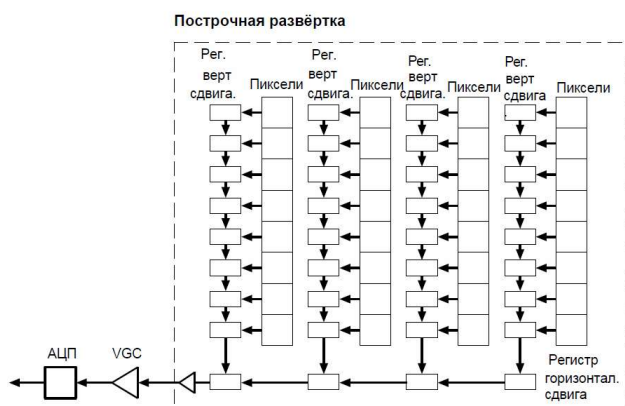 Построчная развёртка
Рег.
верт
сдвига.
Пиксели
Рег.
верт
сдвига.
Пиксели
Рег.
верт
сдвига.
Пиксели
Рег.
верт
сдвига
Пиксели
АЦП
VGC
Регистр
горизонтал.
сдвига